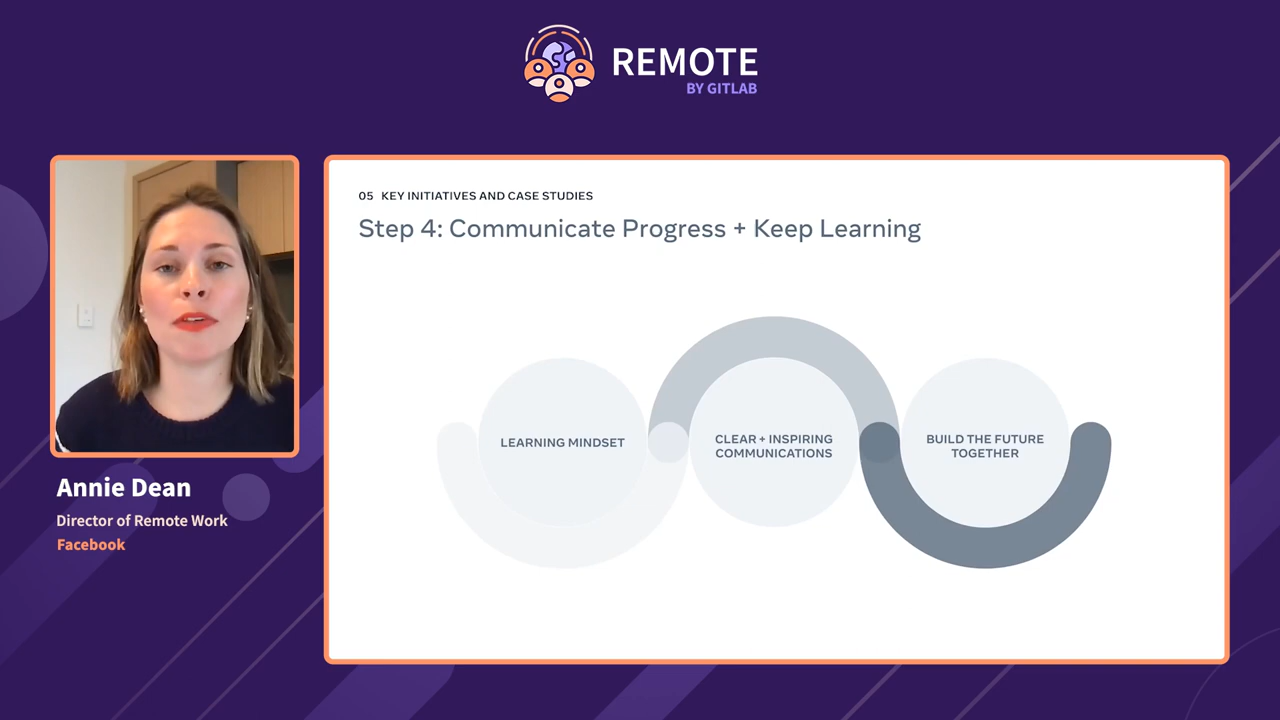 REMOTE
BY GITLAB
Annie Dean
Director of Remote Work
Facebook
05 KEY INITIATIVES AND CASE STUDIES
Step 4: Communicate Progress + Keep Learning
LEARNING MINDSET
CLEAR + INSPIRING
COMMUNICATIONS
BUILD THE FUTURE
TOGETHER